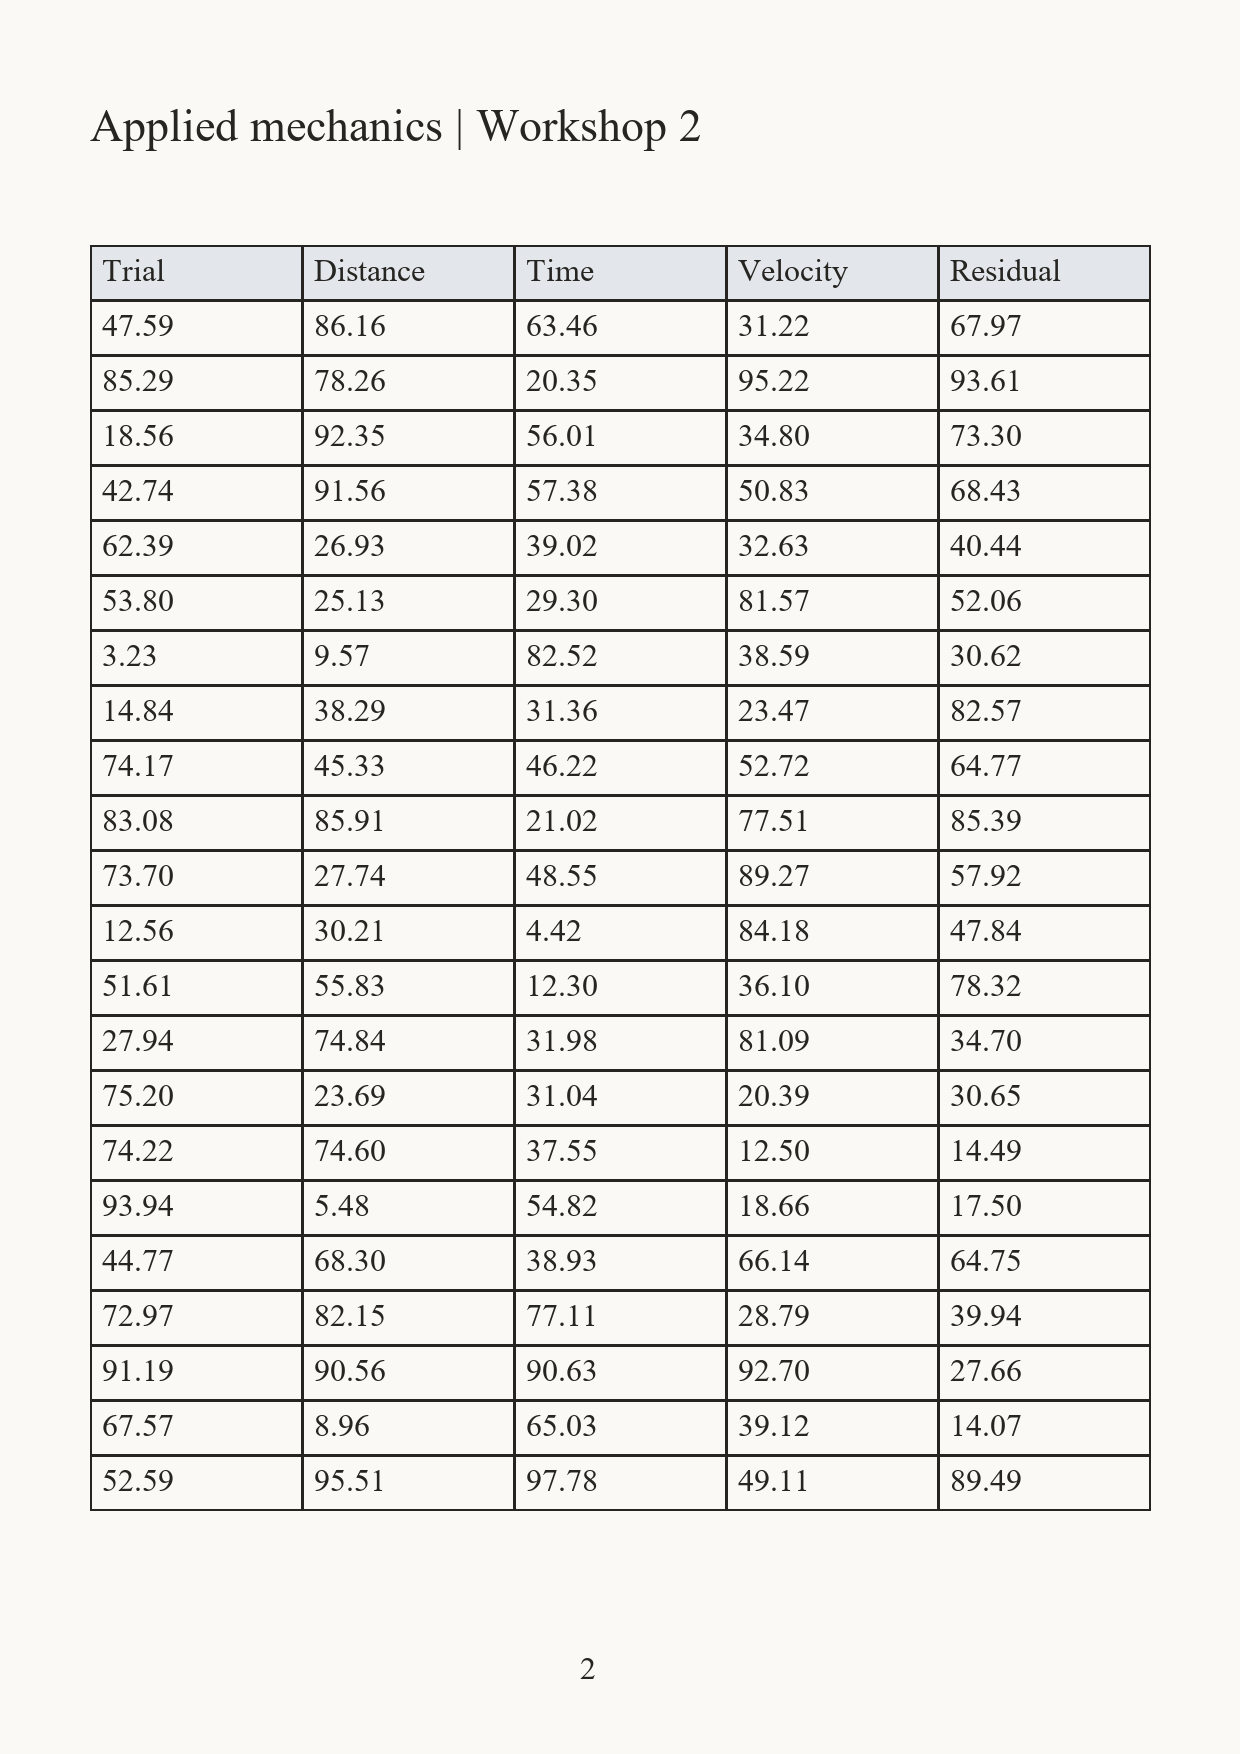 Applied mechanics | Workshop 2
Trial Distance Time Velocity Residual
47.59 86.16 63.46 31.22 67.97
85.29 78.26 20.35 95.22 93.61
18.56 92.35 56.01 34.80 73.30
42.74 91.56 57.38 50.83 68.43
62.39 26.93 39.02 32.63 40.44
53.80 25.13 29.30 81.57 52.06
3.23 9.57 82.52 38.59 30.62
14.84 38.29 31.36 23.47 82.57
74.17 45.33 46.22 52.72 64.77
83.08 85.91 21.02 77.51 85.39
73.70 27.74 48.55 89.27 57.92
12.56 30.21 4.42 84.18 47.84
51.61 55.83 12.30 36.10 78.32
27.94 74.84 31.98 81.09 34.70
75.20 23.69 31.04 20.39 30.65
74.22 74.60 37.55 12.50 14.49
93.94 5.48 54.82 18.66 17.50
44.77 68.30 38.93 66.14 64.75
72.97 82.15 77.11 28.79 39.94
91.19 90.56 90.63 92.70 27.66
67.57 8.96 65.03 39.12 14.07
52.59 95.51 97.78 49.11 89.49
2